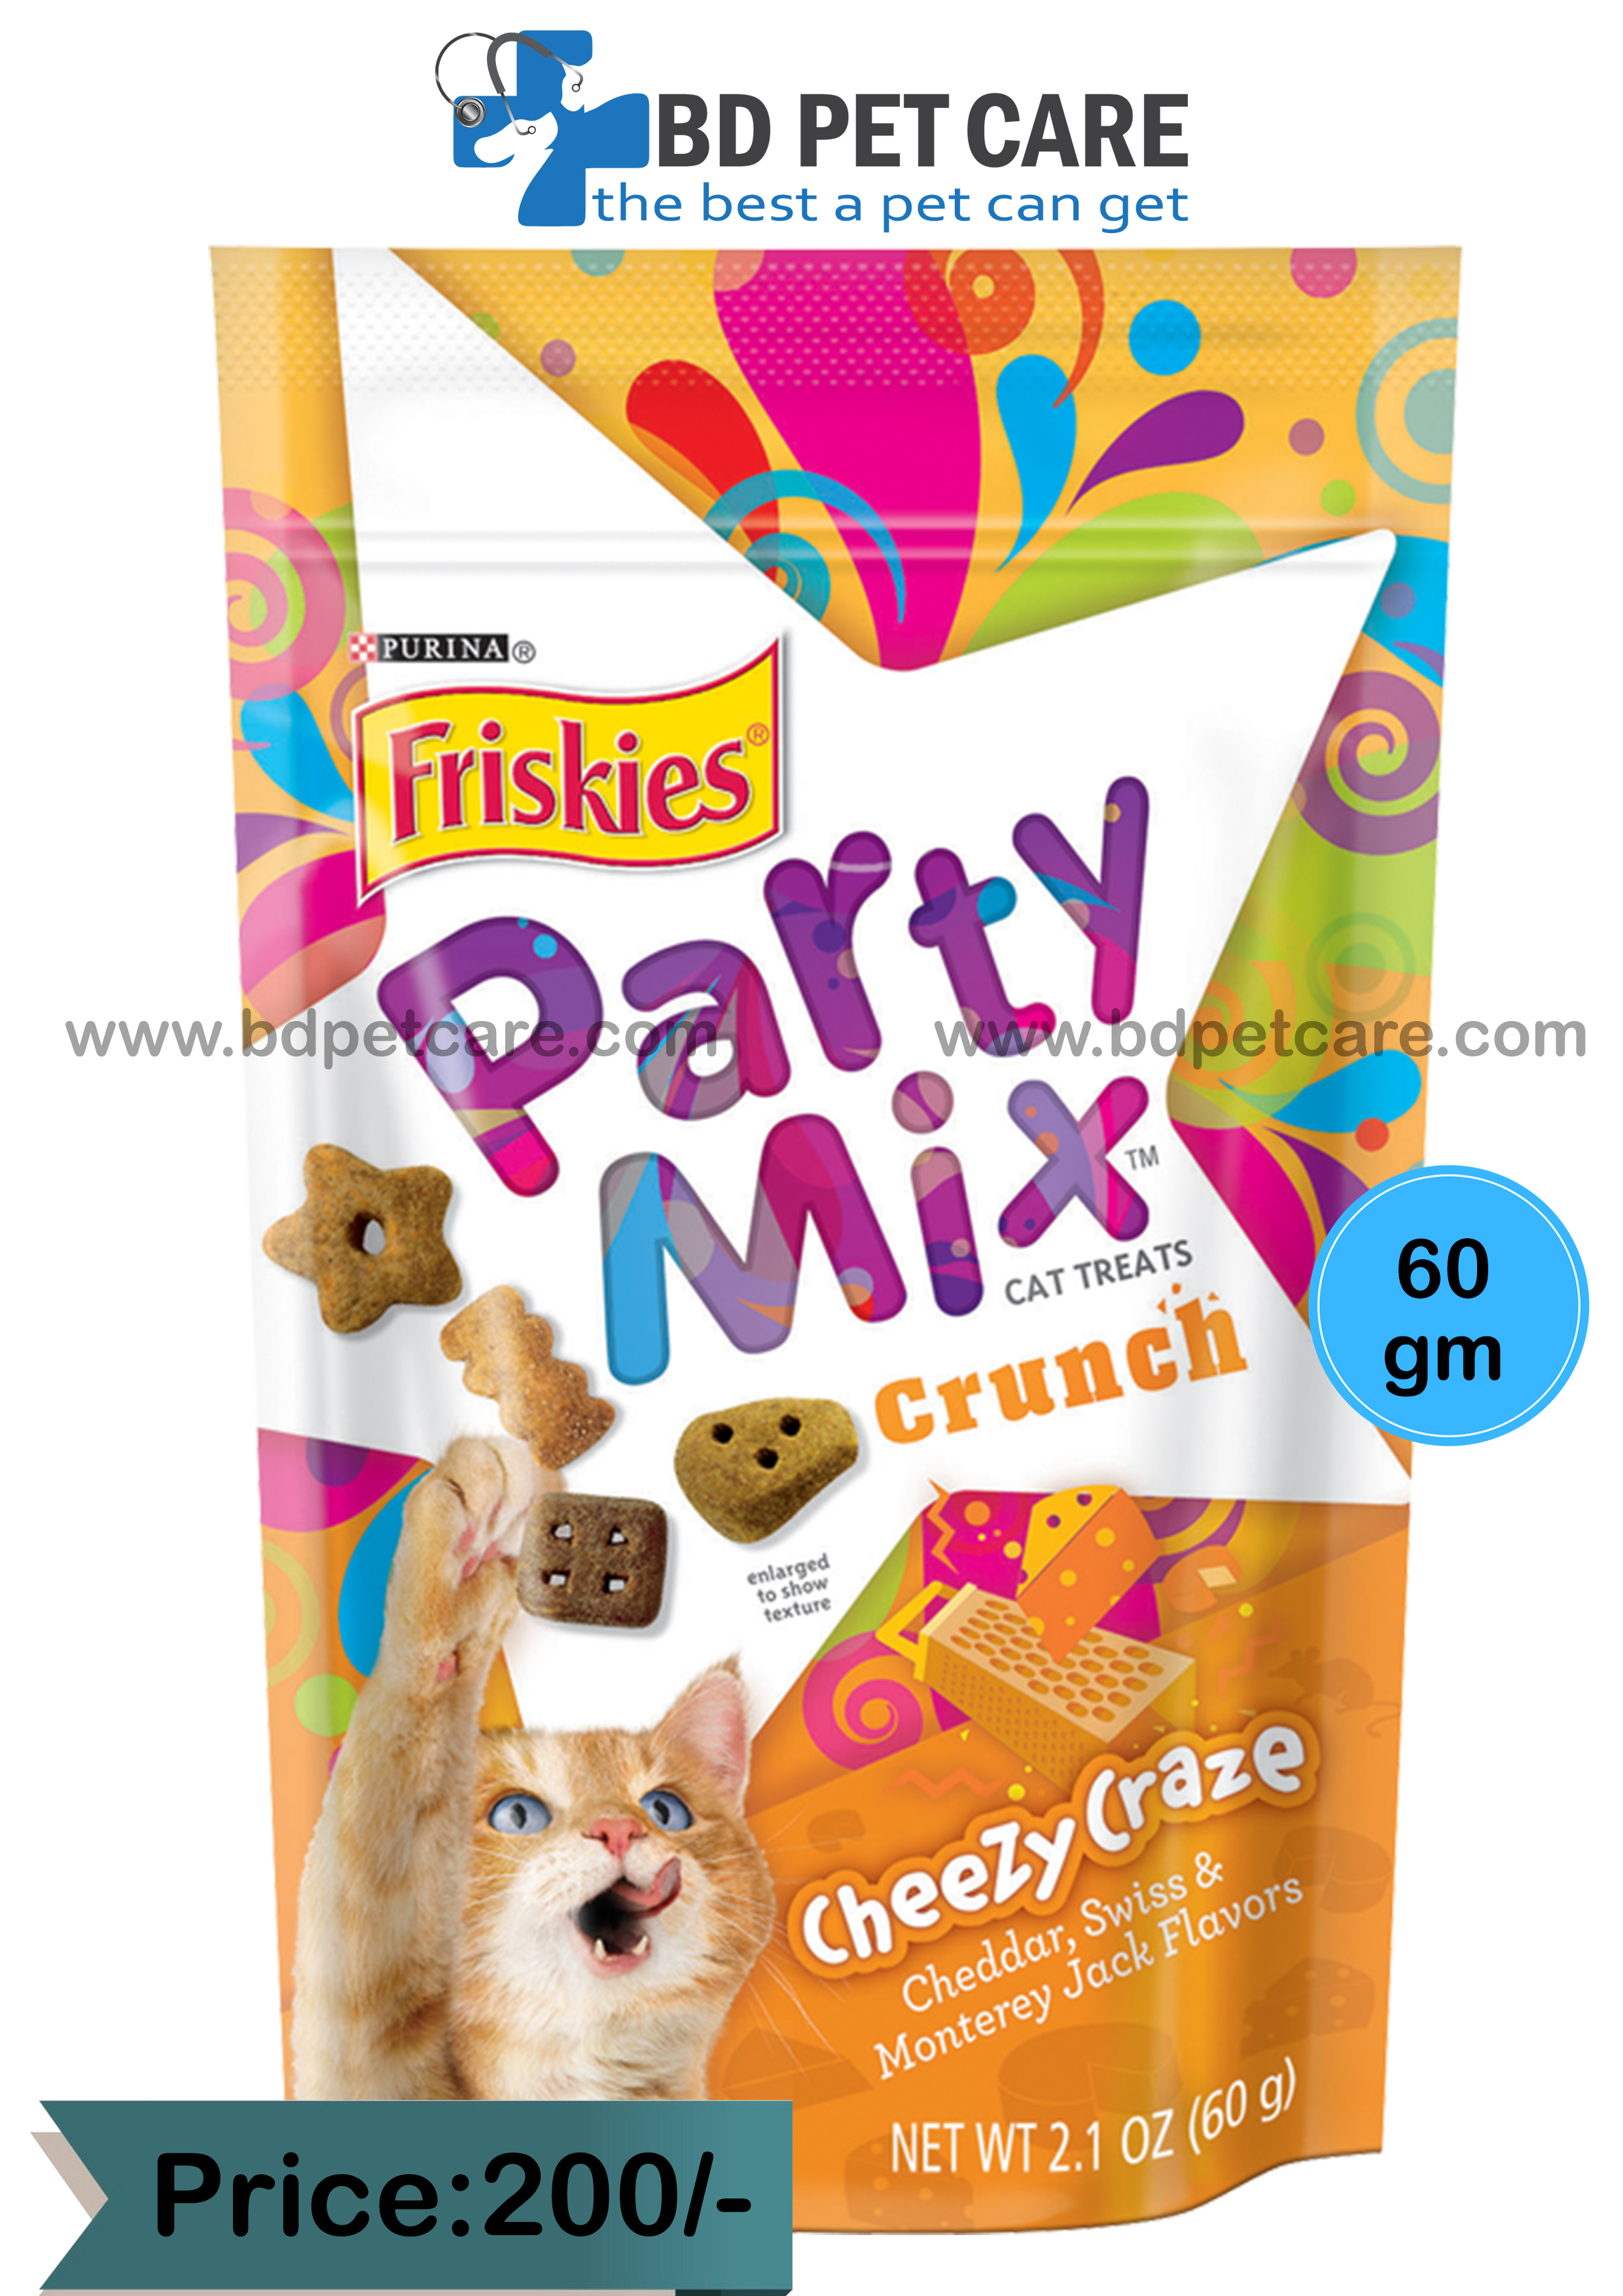 BD PET CARE
the best a pet can get
PURINA®
Friskies®
Party
www.bdpetcare.com www.bdpetcare.com
Mix™
CAT TREATS
crunch
60
gm
enlarged
to show
texture
Cheezy Craze
Cheddar, Swiss &
Monterey Jack Flavors
NET WT 2.1 OZ (60 g)
Price:200/-